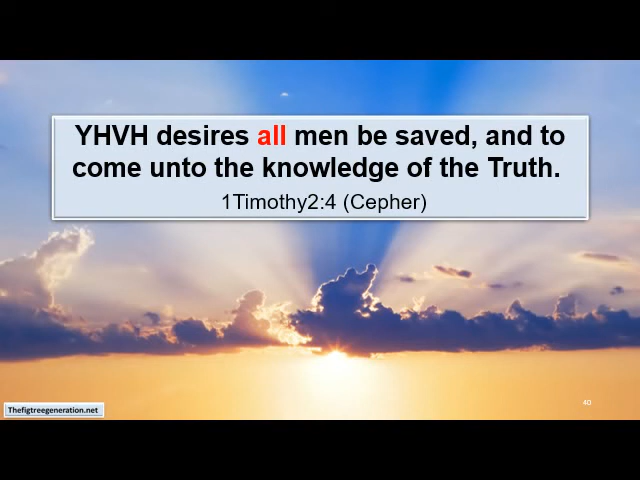 YHVH desires all men be saved, and to
come unto the knowledge of the Truth.
1Timothy2:4 (Cepher)
40
Thefigtreegeneration.net